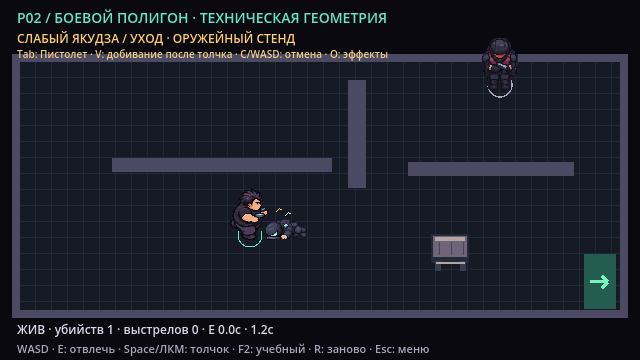 P02 / БОЕВОЙ ПОЛИГОН · ТЕХНИЧЕСКАЯ ГЕОМЕТРИЯ
СЛАБЫЙ ЯКУДЗА / УХОД · ОРУЖЕЙНЫЙ СТЕНД
Tab: Пистолет · V: добивание после толчка · C/WASD: отмена · O: эффекты
ЖИВ · убийств 1 · выстрелов 0 · E 0.0с · 1.2с
WASD · E: отвлечь · Space/ЛКМ: толчок · F2: учебный · R: заново · Esc: меню